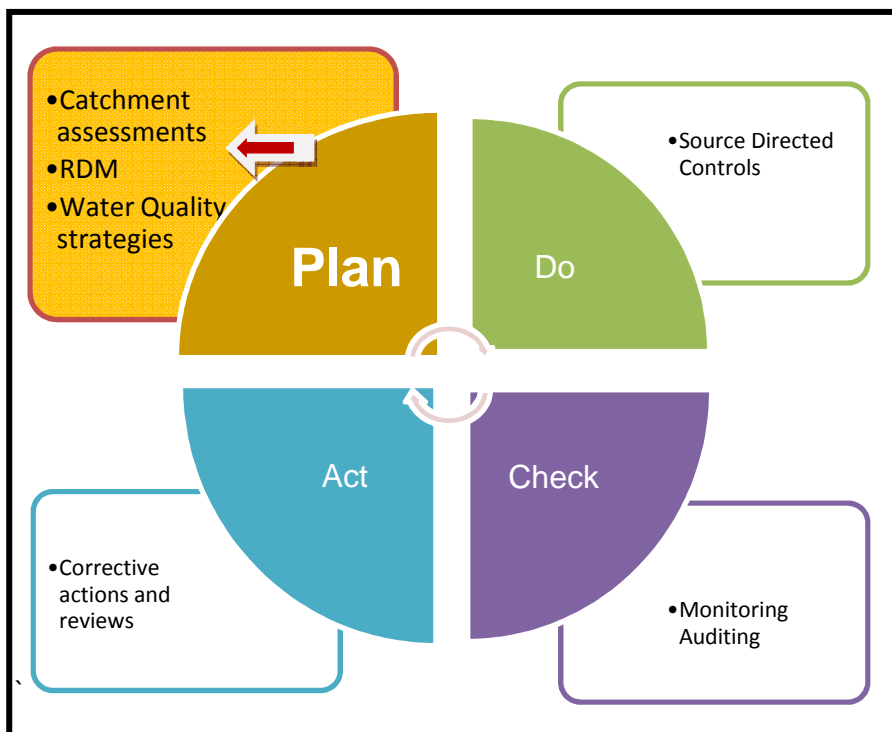 •Catchment
assessments
•RDM
•Water Quality
strategies
Plan
•Source Directed
Controls
Do
Act
•Corrective
actions and
reviews
Check
•Monitoring
Auditing
`